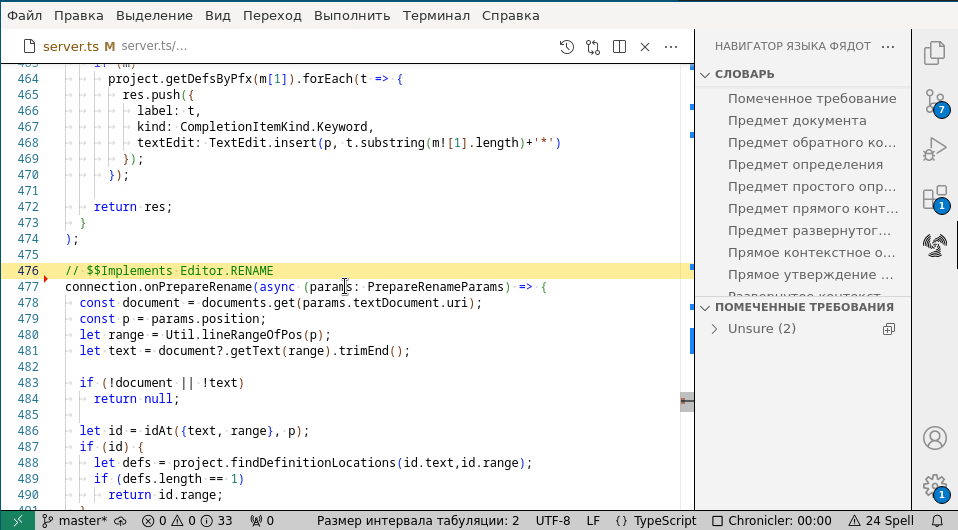 Файл Правка Выделение Вид Переход Выполнить Терминал Справка
server.ts M server.ts/...
463 if (m)
464 project.getDefsByPfx(m[1]).forEach(t => {
465 res.push({
466 label: t,
467 kind: CompletionItemKind.Keyword,
468 textEdit: TextEdit.insert(p, t.substring(m![1].length)+'*')
469 });
470 });
471
472 return res;
473 }
474 );
475
476 // $$Implements Editor.RENAME
477 connection.onPrepareRename(async (params: PrepareRenameParams) => {
478 const document = documents.get(params.textDocument.uri);
479 const p = params.position;
480 let range = Util.lineRangeOfPos(p);
481 let text = document?.getText(range).trimEnd();
482
483 if (!document || !text)
484 return null;
485
486 let id = idAt({text, range}, p);
487 if (id) {
488 let defs = project.findDefinitionLocations(id.text,id.range);
489 if (defs.length == 1)
490 return id.range;
491 }
НАВИГАТОР ЯЗЫКА ФЯДОТ ...
СЛОВАРЬ
Помеченное требование
Предмет документа
Предмет обратного ко...
Предмет определения
Предмет простого опр...
Предмет прямого конт...
Предмет развернутог...
Прямое контекстное о...
Прямое утверждение ...
Развернутое контекст...
ПОМЕЧЕННЫЕ ТРЕБОВАНИЯ
Unsure (2)
7
1
1
master* 0 0 33 0 Размер интервала табуляции: 2 UTF-8 LF {} TypeScript Chronicler: 00:00 24 Spell